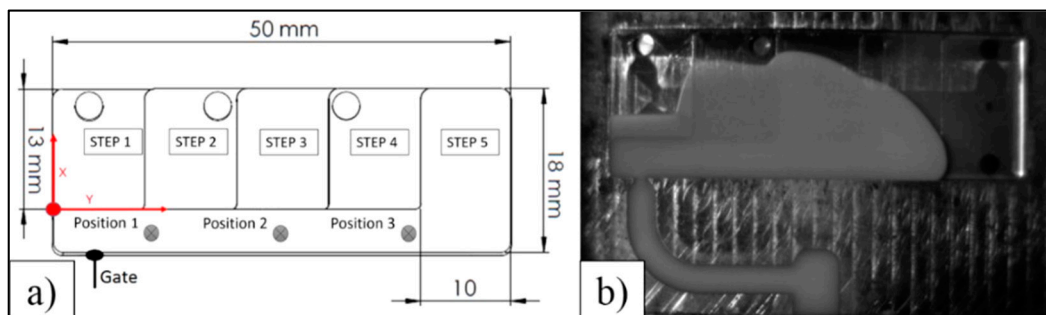 50 mm
13 mm
18 mm
STEP 1
STEP 2
STEP 3
STEP 4
STEP 5
X
Y
Position 1
Position 2
Position 3
Gate
10
a)
b)